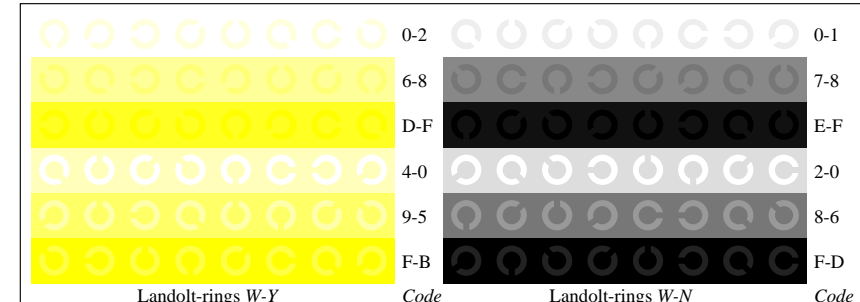 0-2 0-1
6-8 7-8
D-F E-F
4-0 2-0
9-5 8-6
F-B F-D
Landolt-rings W-Y Code Landolt-rings W-N Code